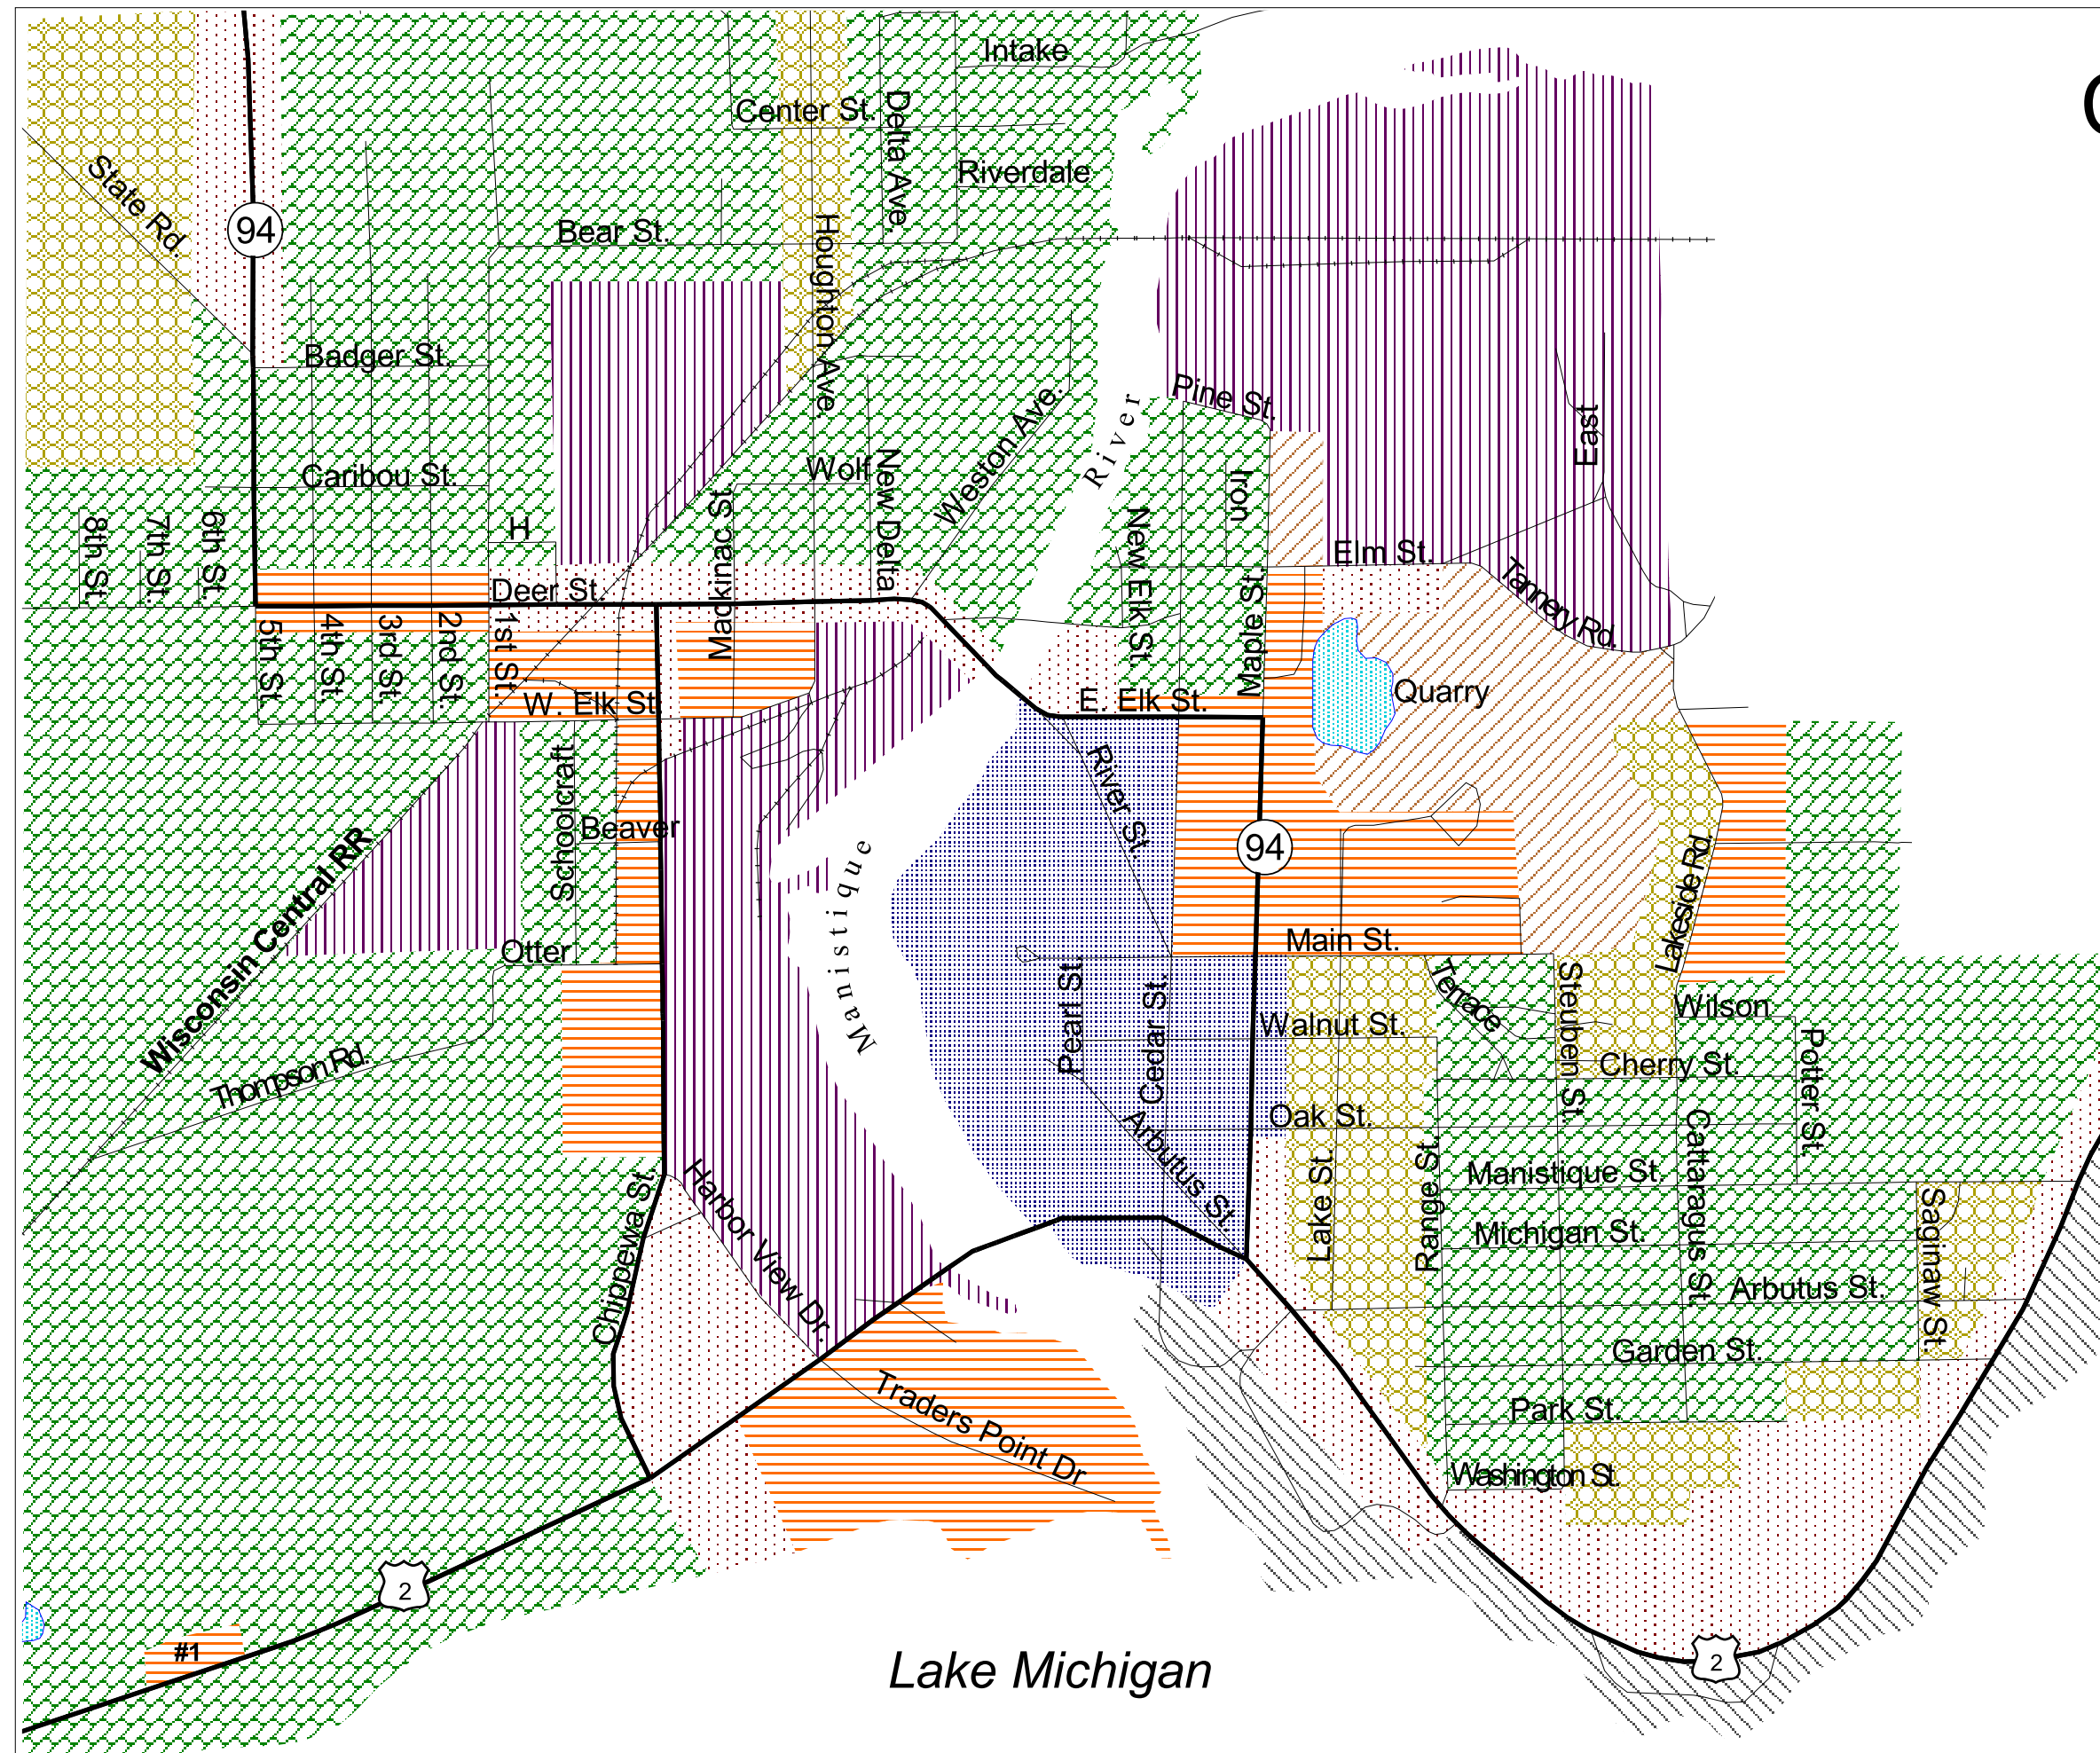 Intake
C
Center St.
Delta Ave.
Riverdale
State Rd.
94
Bear St.
Houghton Ave.
Badger St.
Pine St.
River
Weston Ave.
East
Caribou St.
Wolf
New Delta
Iron
Mackinac St.
8th St.
7th St.
6th St.
H
New Elk St
Elm St.
Deer St.
Tannery Rd.
Maple St.
5th St
4th St
3rd St.
2nd St.
1st St.
W. Elk St
E. Elk St.
Quarry
River St.
Schoolcraft
Beaver
94
Manistique
Wisconsin Central RR
Lakeside Rd.
Otter
Main St.
Terrace
Steuben St
Wilson
Pearl St.
Cedar St.
Walnut St.
Thompson Rd.
Cherry St.
Potter St.
Oak St.
Arbutus St
Cattaragus St.
Range St.
Lake St.
Manistique St.
Harbor View Dr.
Chippewa St.
Michigan St.
Saginaw St.
Arbutus St.
Garden St.
Traders Point Dr
Park St.
Washington St.
2
#1
Lake Michigan
2